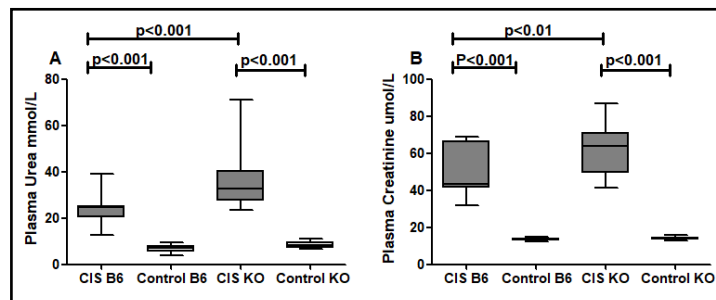 A
p<0.001
p<0.001
p<0.001
Plasma Urea mmol/L
80
60
40
20
0
CIS B6
Control B6
CIS KO
Control KO
B
p<0.01
P<0.001
p<0.001
Plasma Creatinine umol/L
100
80
60
40
20
0
CIS B6
Control B6
CIS KO
Control KO